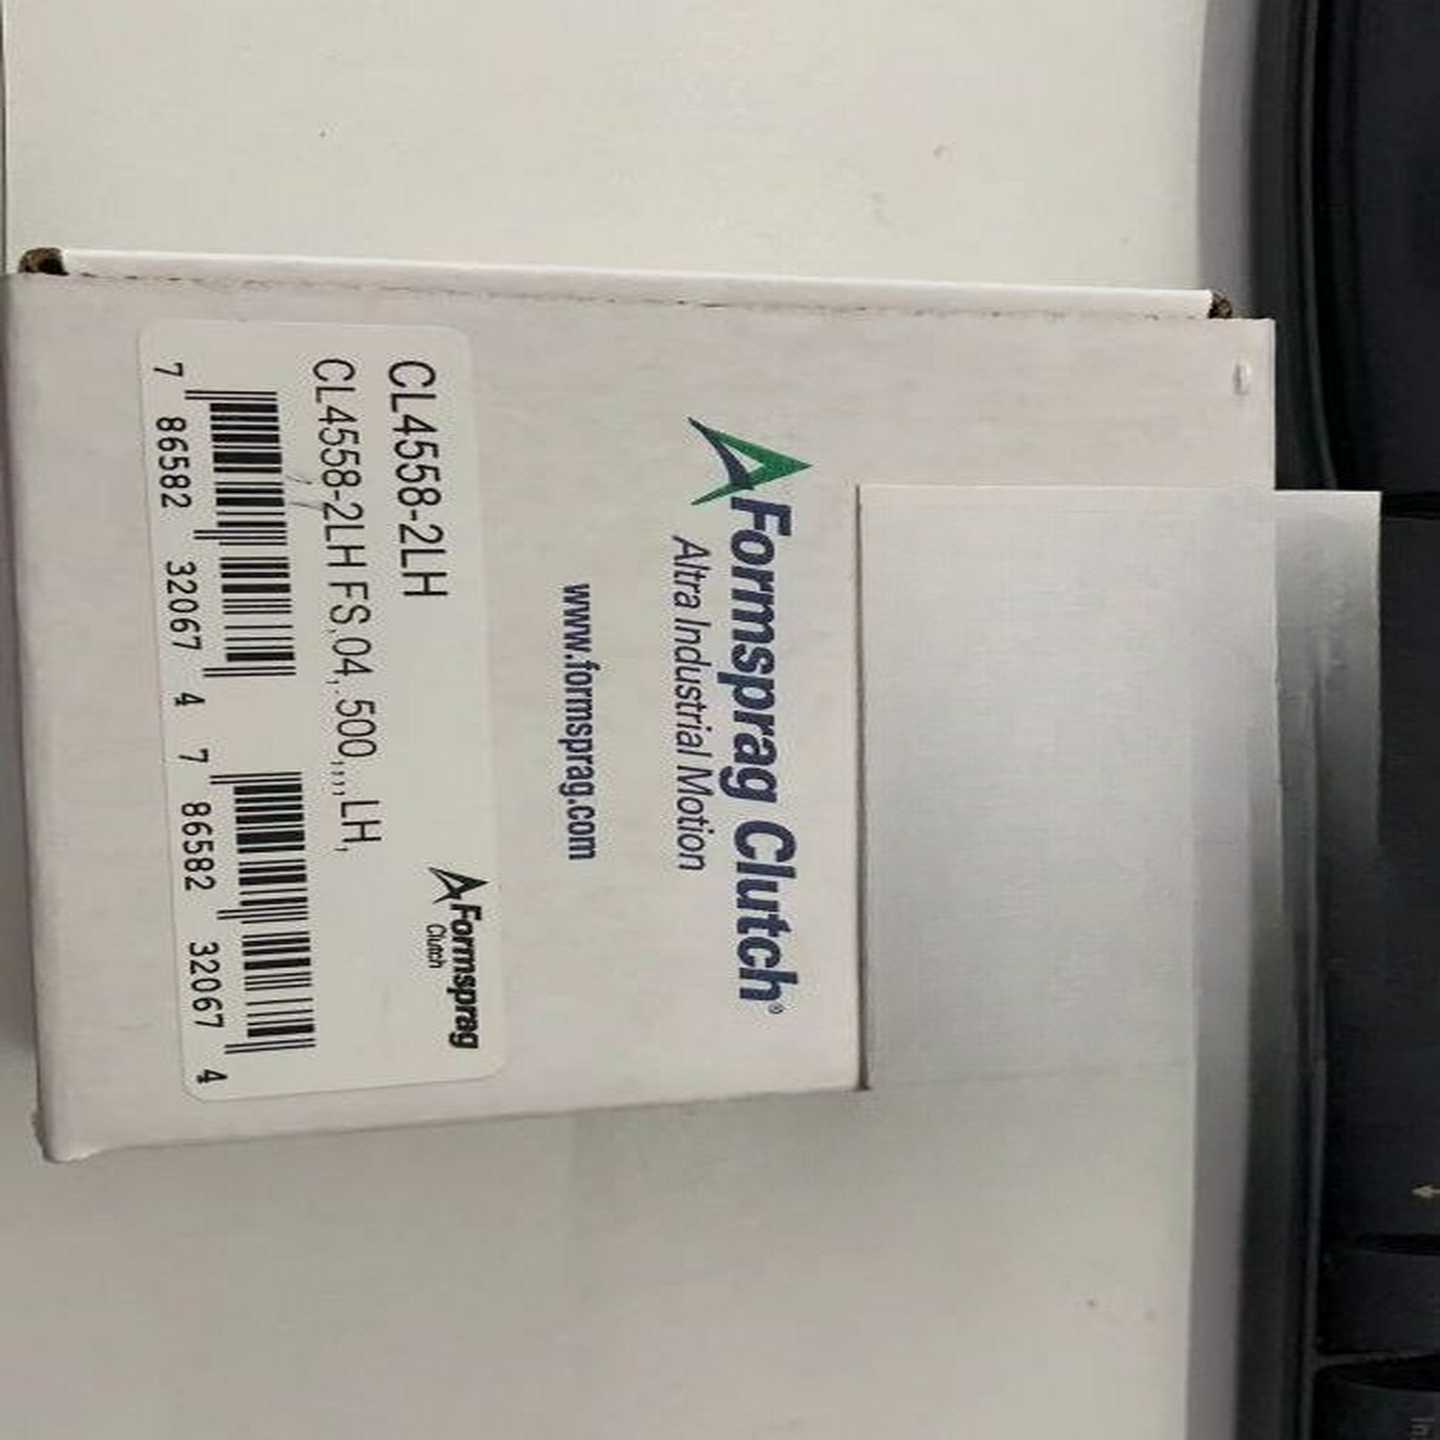 Formsprag Clutch®
Altra Industrial Motion
www.formsprag.com
Formsprag
Clutch
CL4558-2LH
CL4558-2LH FS,04,.500,,,,LH,
7 86582 32067 4
7 86582 32067 4